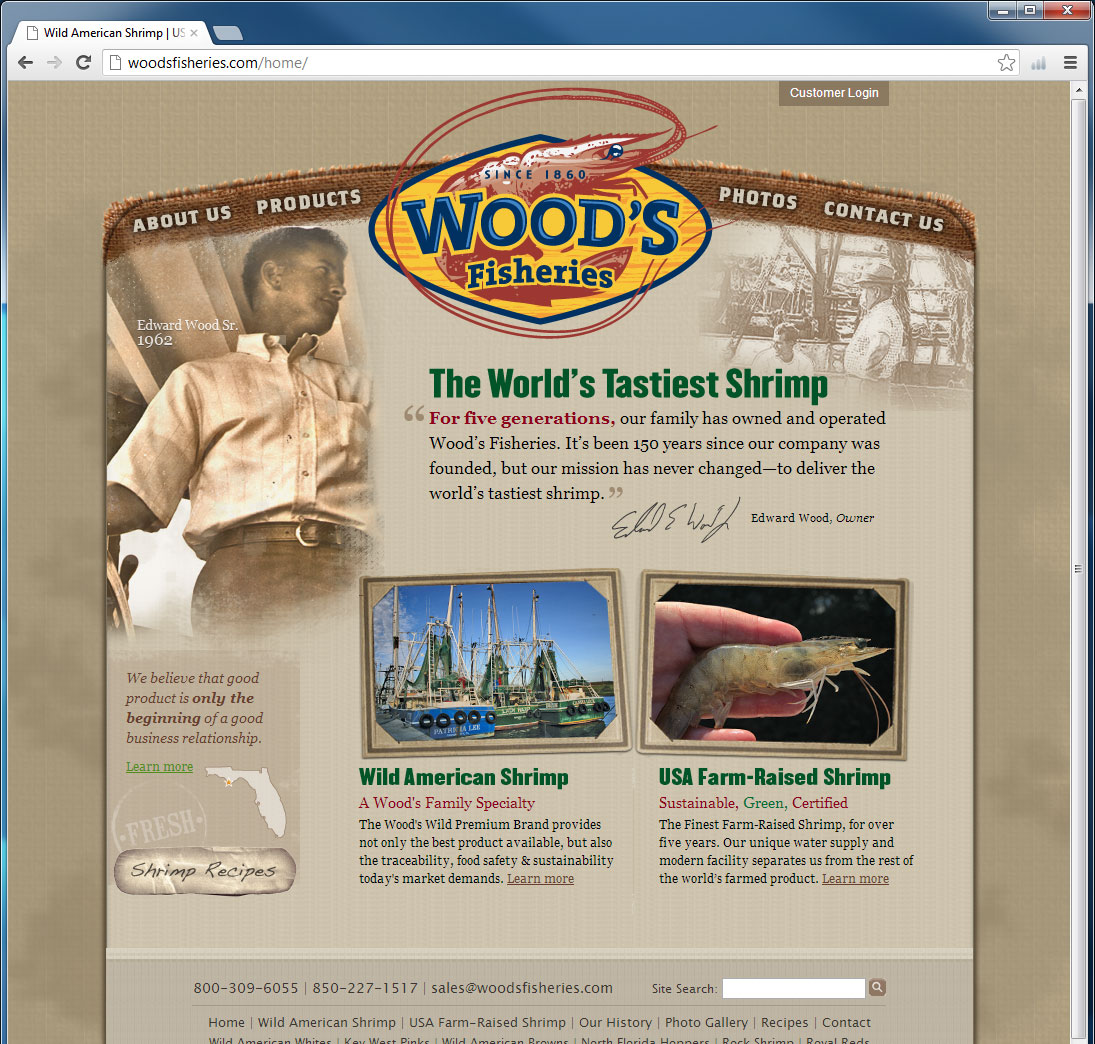 Wild American Shrimp | US
woodsfisheries.com/home/
Customer Login
SINCE 1860
WOOD'S
Fisheries
ABOUT US
PRODUCTS
PHOTOS
CONTACT US
Edward Wood Sr.
1962
The World's Tastiest Shrimp
“ For five generations, our family has owned and operated
Wood's Fisheries. It's been 150 years since our company was
founded, but our mission has never changed—to deliver the
world's tastiest shrimp. ”
Edward Wood, Owner
We believe that good
product is only the
beginning of a good
business relationship.
Learn more
•FRESH•
Shrimp Recipes
PATRICIA LEE
Wild American Shrimp
A Wood's Family Specialty
The Wood's Wild Premium Brand provides
not only the best product available, but also
the traceability, food safety & sustainability
today's market demands. Learn more
USA Farm-Raised Shrimp
Sustainable, Green, Certified
The Finest Farm-Raised Shrimp, for over
five years. Our unique water supply and
modern facility separates us from the rest of
the world's farmed product. Learn more
800-309-6055 | 850-227-1517 | sales@woodsfisheries.com
Site Search:
Home | Wild American Shrimp | USA Farm-Raised Shrimp | Our History | Photo Gallery | Recipes | Contact
Wild American Whites | Key West Pinks | Wild American Browns | North Florida Hoppers | Rock Shrimp | Royal Reds